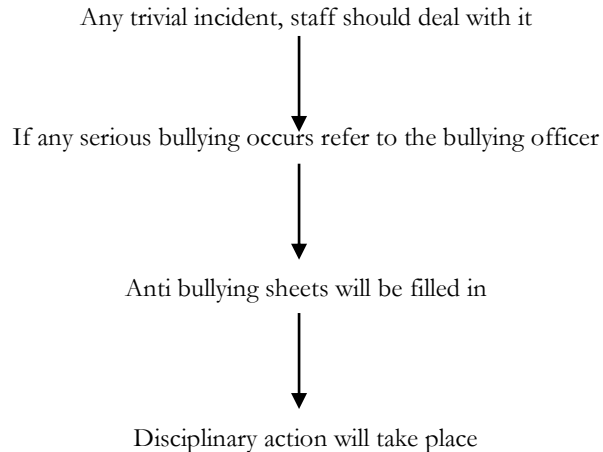 Any trivial incident, staff should deal with it
If any serious bullying occurs refer to the bullying officer
Anti bullying sheets will be filled in
Disciplinary action will take place